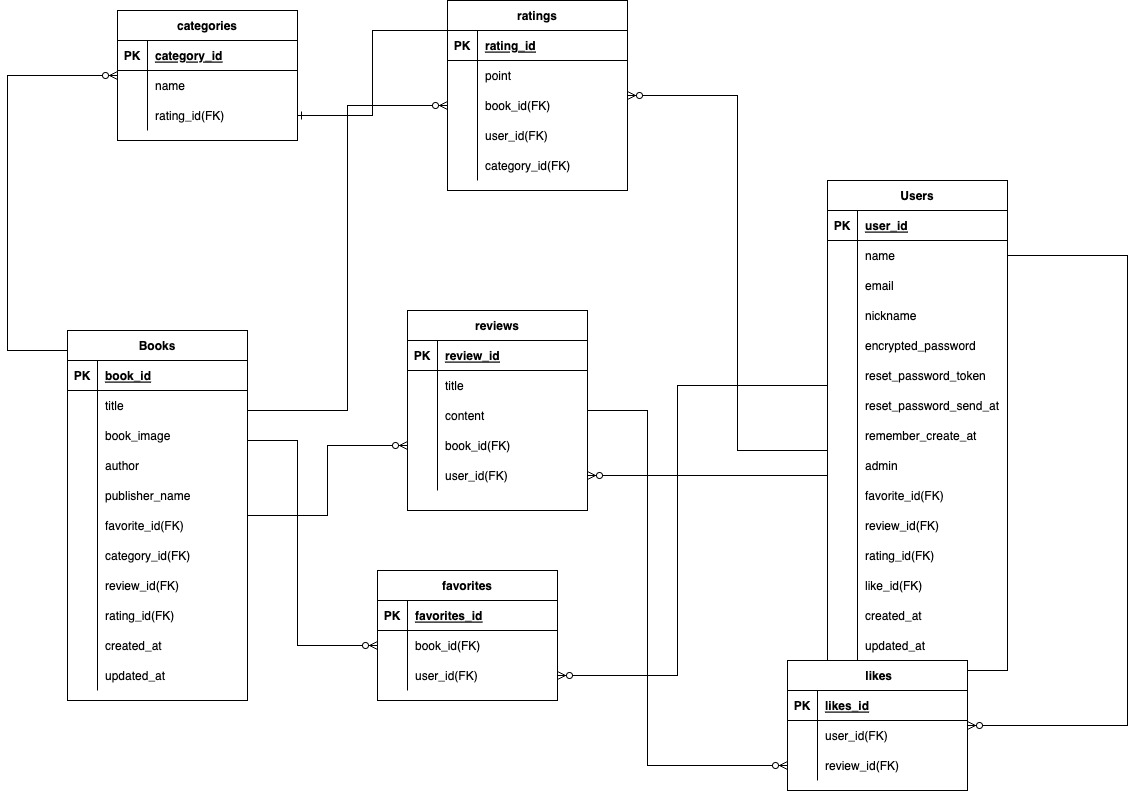 categories
PK category_id
name
rating_id(FK)
ratings
PK rating_id
point
book_id(FK)
user_id(FK)
category_id(FK)
Users
PK user_id
name
email
nickname
encrypted_password
reset_password_token
reset_password_send_at
remember_create_at
admin
favorite_id(FK)
review_id(FK)
rating_id(FK)
like_id(FK)
created_at
updated_at
Books
PK book_id
title
book_image
author
publisher_name
favorite_id(FK)
category_id(FK)
review_id(FK)
rating_id(FK)
created_at
updated_at
reviews
PK review_id
title
content
book_id(FK)
user_id(FK)
favorites
PK favorites_id
book_id(FK)
user_id(FK)
likes
PK likes_id
user_id(FK)
review_id(FK)